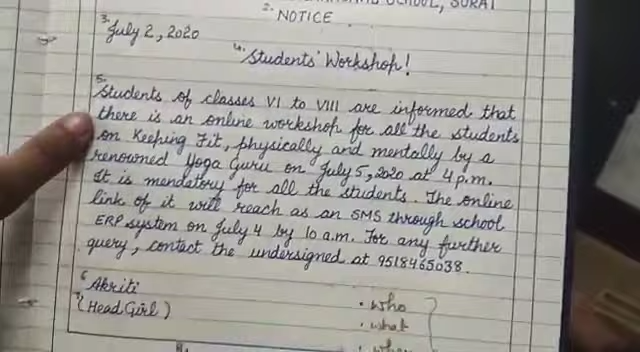 SCHOOL, SURAT
2. NOTICE
3. July 2, 2020
4. Students' Workshop!
5.
Students of classes VI to VIII are informed that
there is an online workshop for all the students
on Keeping Fit, physically and mentally by a
renowned Yoga Guru on July 5, 2020 at 4 p.m.
It is mendatory for all the students. The online
link of it will reach as an SMS through school
ERP system on July 4 by 10 a.m. For any further
query, contact the undersigned at 9518465038.
6. Akriti
7. (Head Girl)
• who
• what